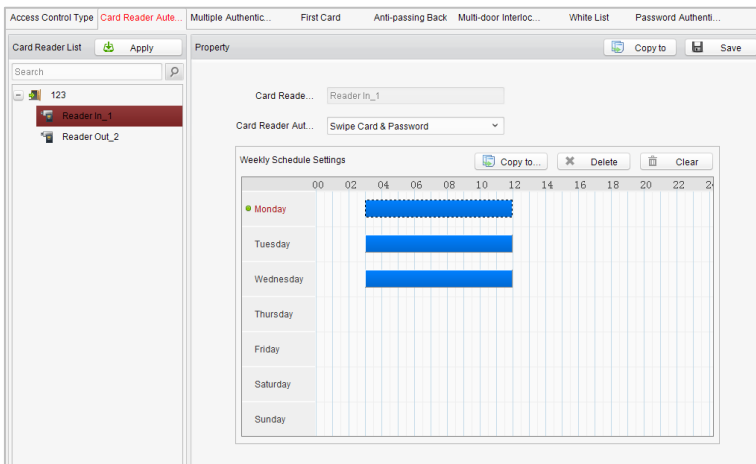 Access Control Type Card Reader Aute... Multiple Authentic... First Card Anti-passing Back Multi-door Interloc... White List Password Authenti...
Card Reader List Apply Property Copy to Save
Search
123
Reader In_1
Reader Out_2
Card Reade... Reader In_1
Card Reader Aut... Swipe Card & Password
Weekly Schedule Settings Copy to... Delete Clear
00 02 04 06 08 10 12 14 16 18 20 22 24
Monday
Tuesday
Wednesday
Thursday
Friday
Saturday
Sunday